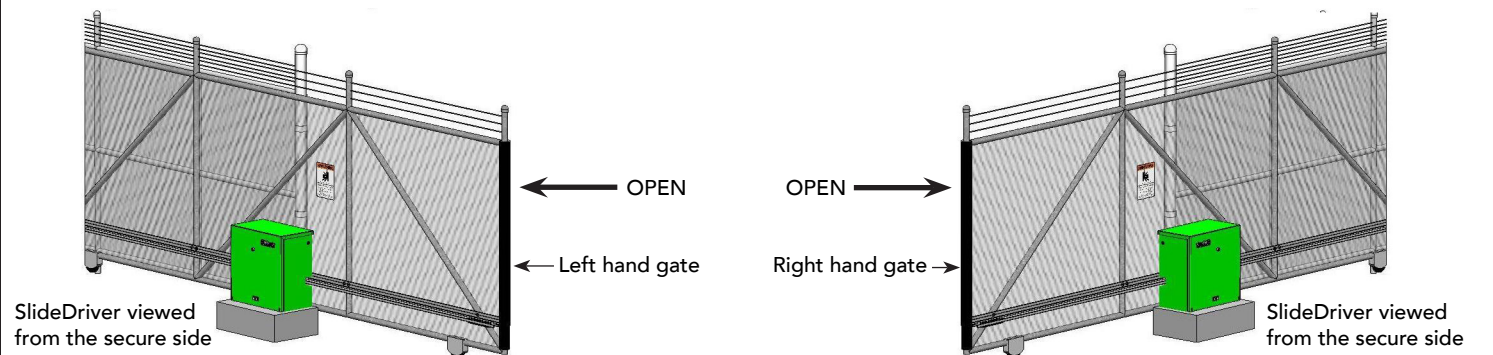 OPEN
Left hand gate
SlideDriver viewed
from the secure side
OPEN
Right hand gate
SlideDriver viewed
from the secure side